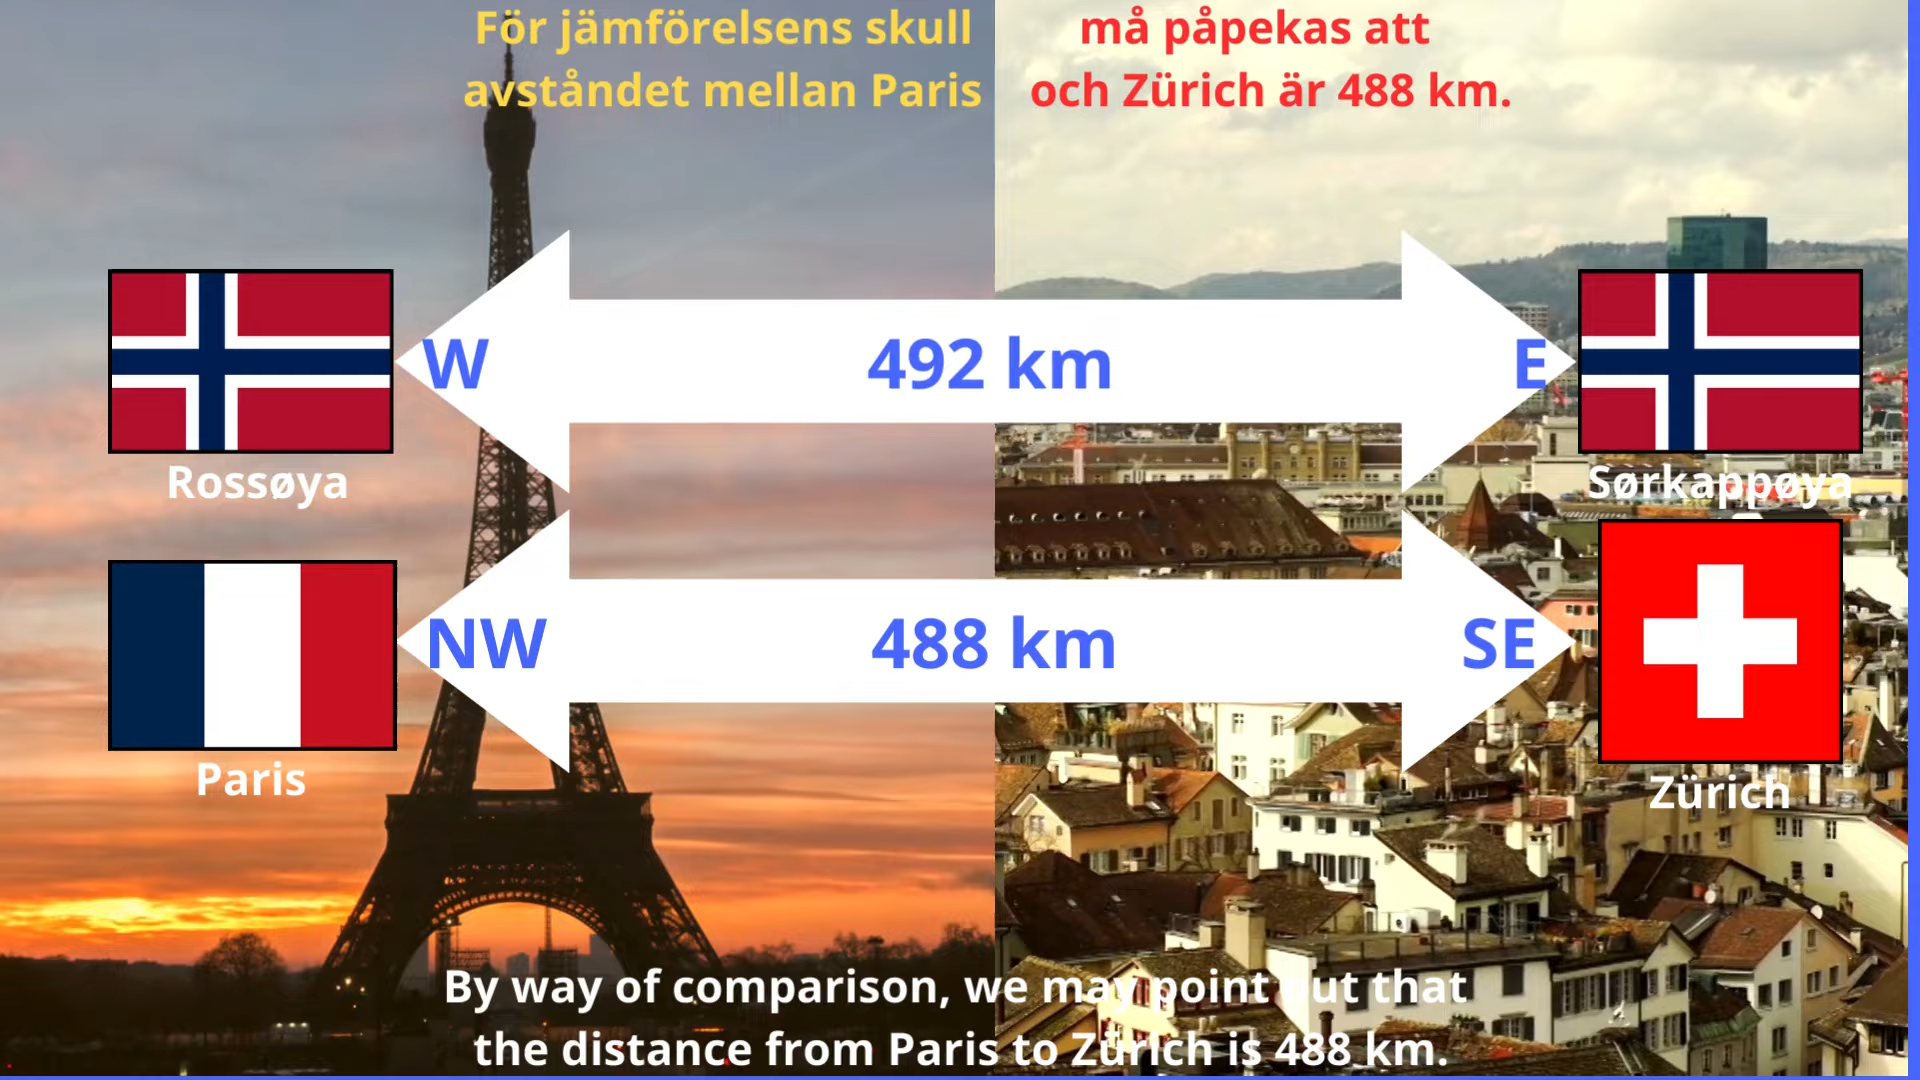 För jämförelsens skull må påpekas att
avståndet mellan Paris och Zürich är 488 km.
W 492 km E
Rossøya Sørkappøya
NW 488 km SE
Paris Zürich
By way of comparison, we may point out that
the distance from Paris to Zürich is 488 km.